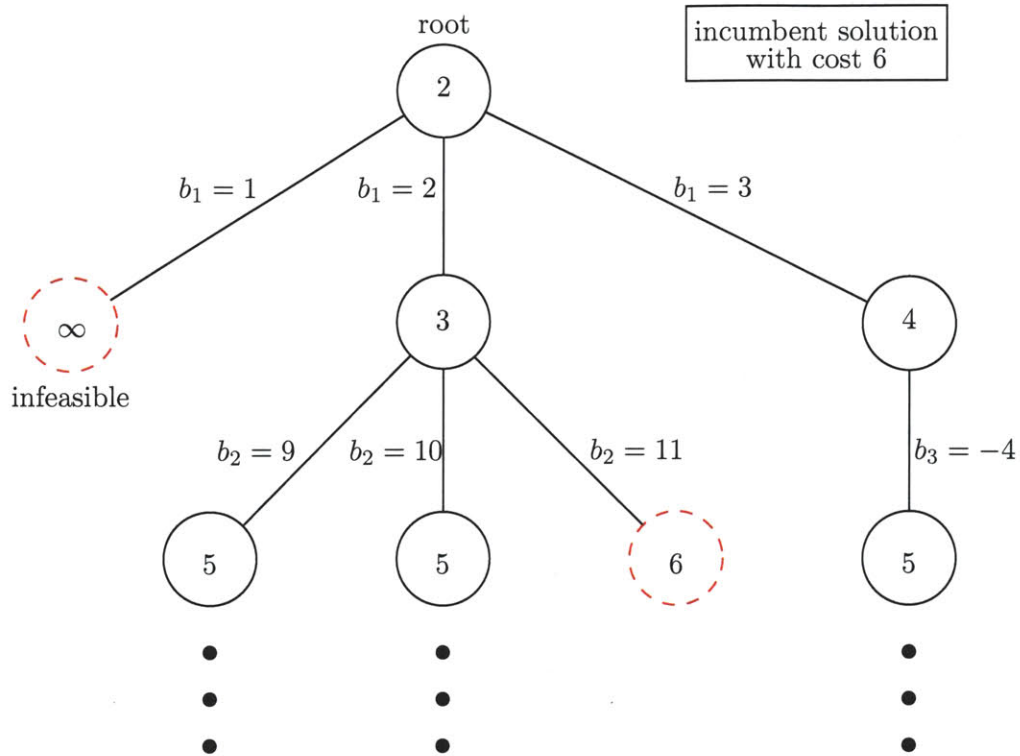 root
incumbent solution
with cost 6
2
b₁ = 1
b₁ = 2
b₁ = 3
∞
3
4
infeasible
b₂ = 9
b₂ = 10
b₂ = 11
b₃ = −4
5
5
6
5